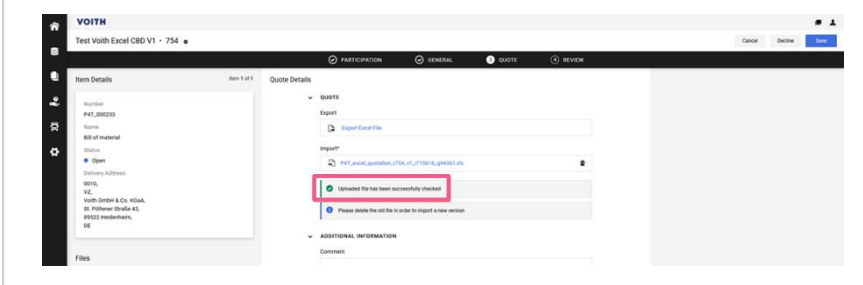 VOITH
Test Voith Excel CBD V1 • 754
Cancel
Decline
Save
PARTICIPATION
GENERAL
3 QUOTE
4 REVIEW
Item Details
Item 1 of 1
Number
P4T_000233
Name
Bill of material
Status
Open
Delivery Address
0010,
VZ,
Voith GmbH & Co. KGaA,
St. Pöltener Straße 43,
89522 Heidenheim,
DE
Files
Quote Details
QUOTE
Export
Export Excel File
Import*
P4T_excel_quotation_r754_v1_i715616_q94061.xls
Uploaded file has been successfully checked
Please delete the old file in order to import a new version
ADDITIONAL INFORMATION
Comment